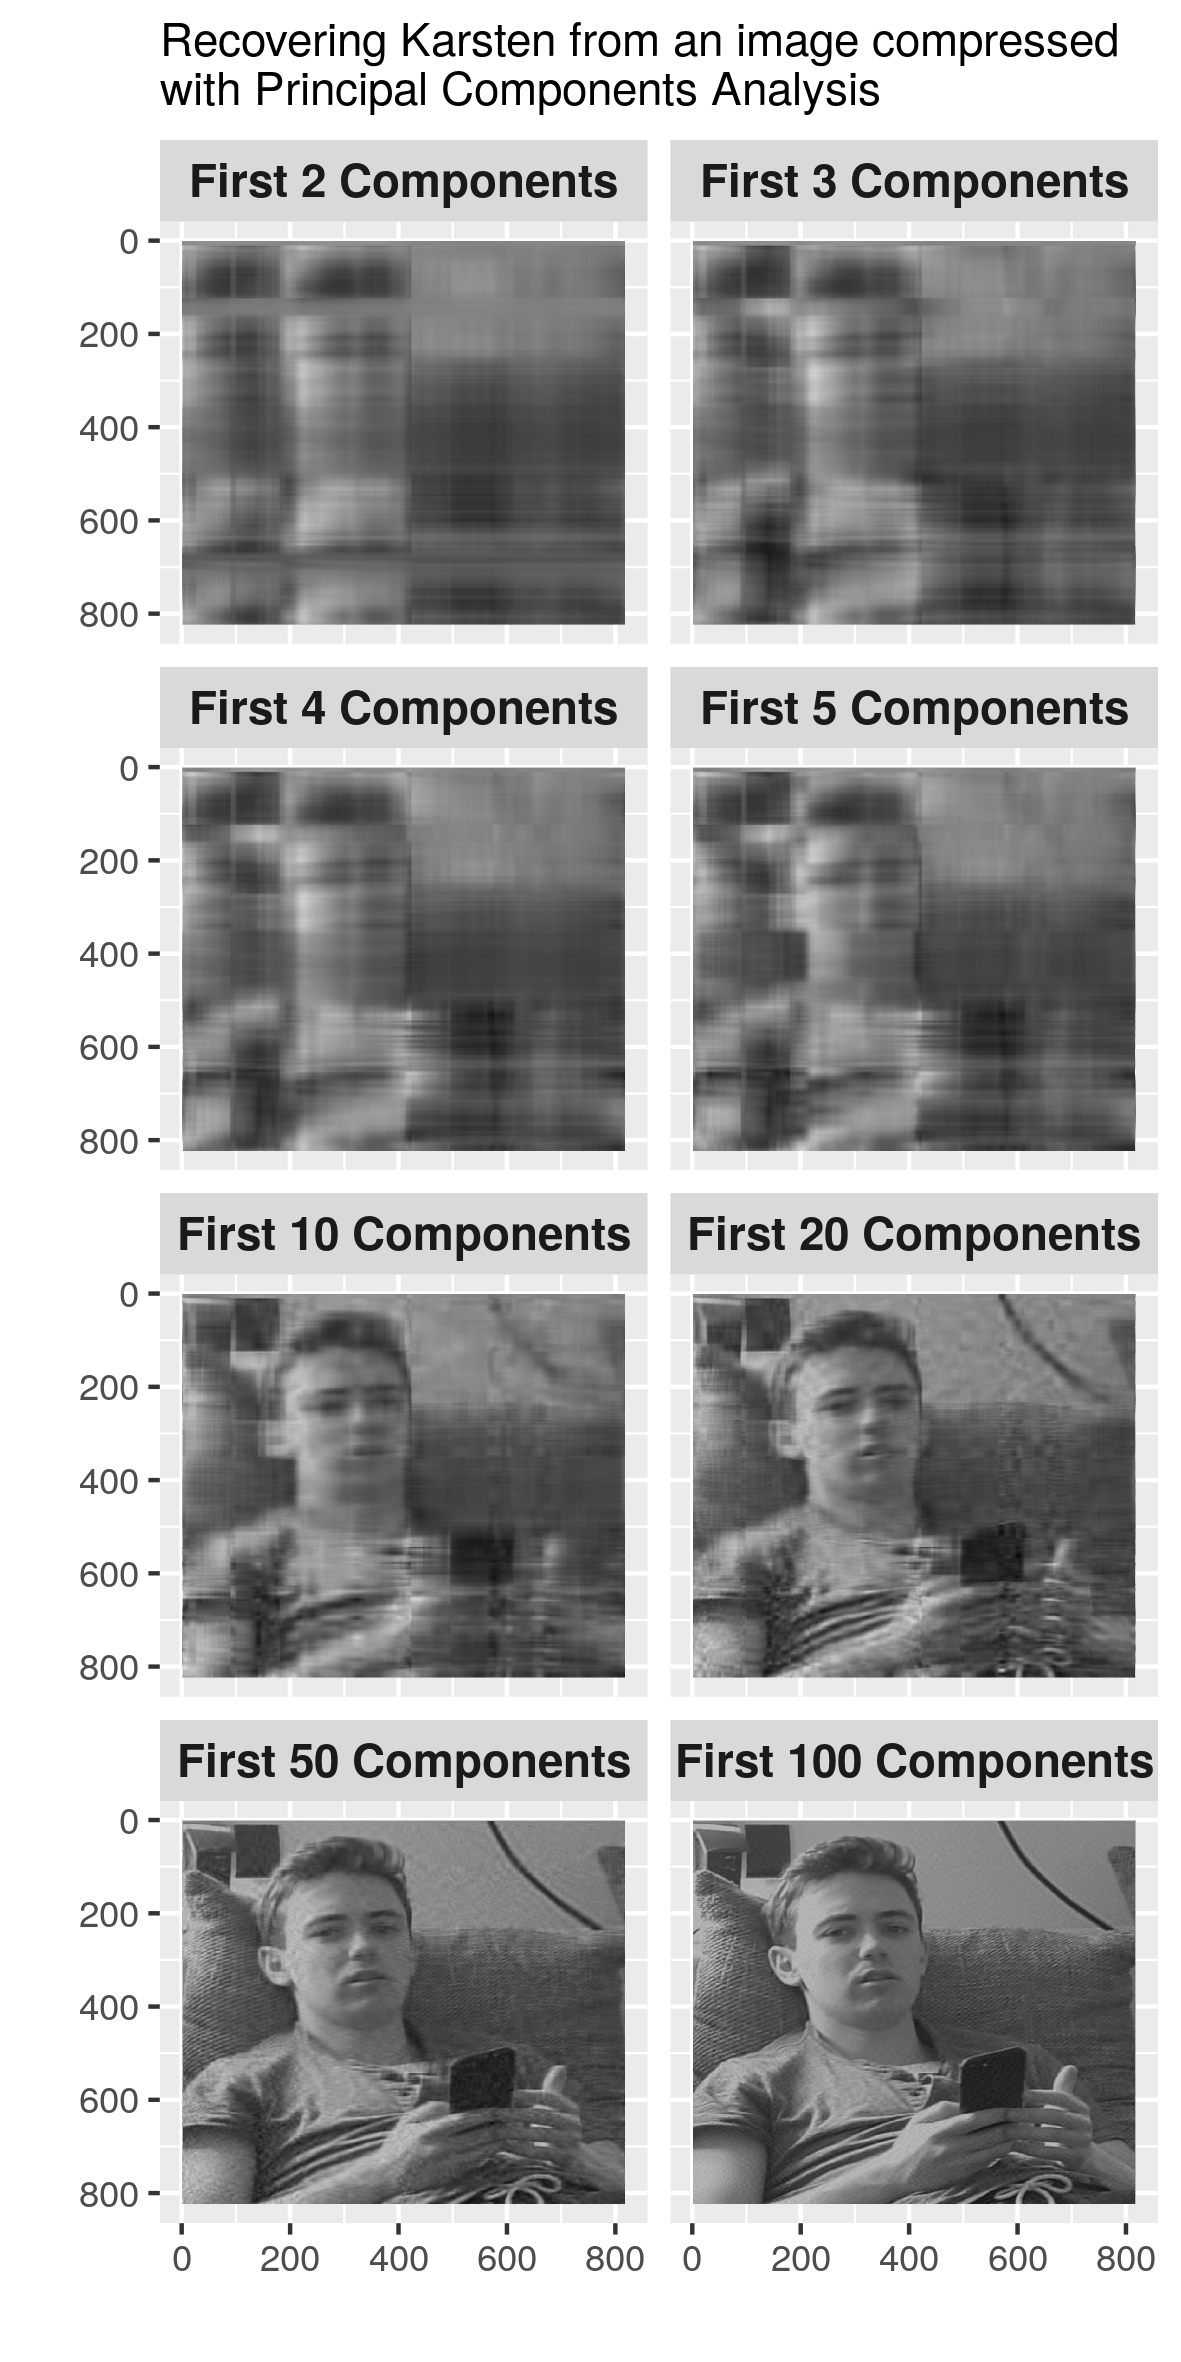 Recovering Karsten from an image compressed
with Principal Components Analysis
First 2 Components
First 3 Components
0
200
400
600
800
First 4 Components
First 5 Components
0
200
400
600
800
First 10 Components
First 20 Components
0
200
400
600
800
First 50 Components
First 100 Components
0
200
400
600
800
0 200 400 600 800
0 200 400 600 800